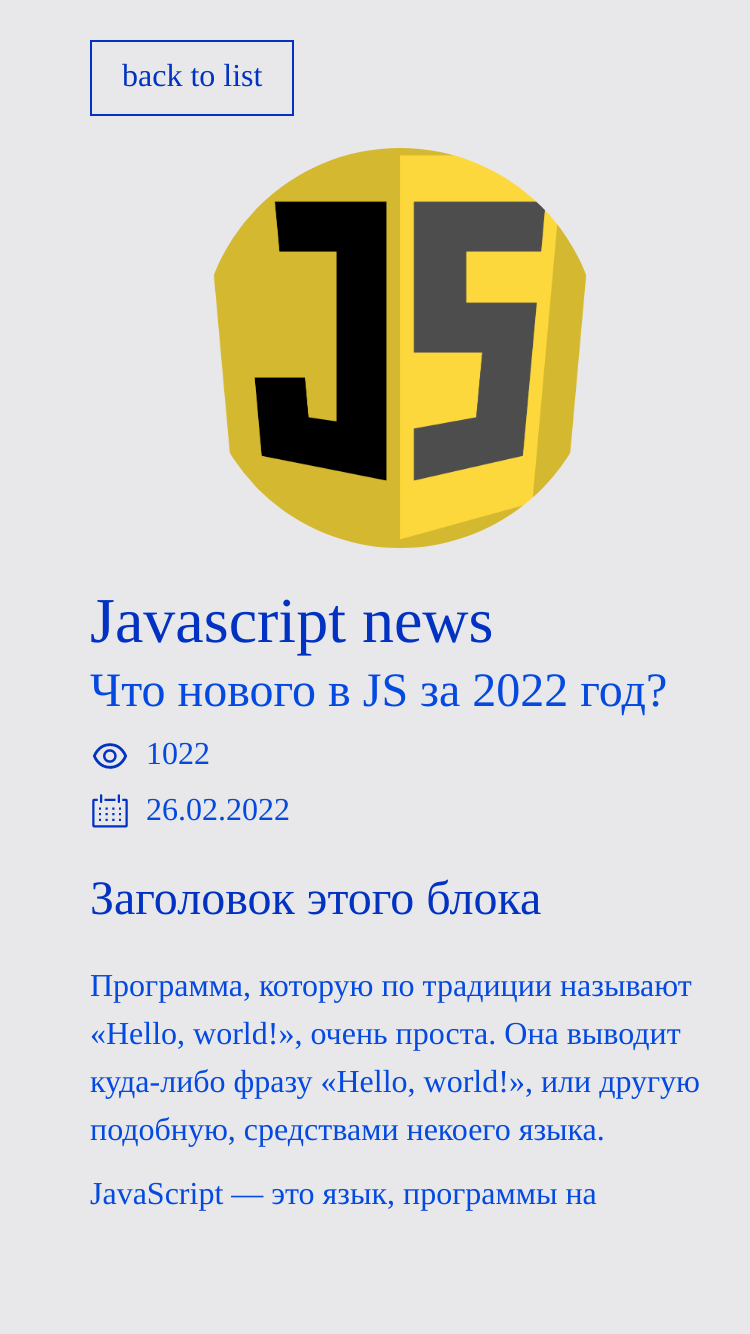 back to list
JS
Javascript news
Что нового в JS за 2022 год?
1022
26.02.2022
Заголовок этого блока
Программа, которую по традиции называют
«Hello, world!», очень проста. Она выводит
куда-либо фразу «Hello, world!», или другую
подобную, средствами некоего языка.
JavaScript — это язык, программы на